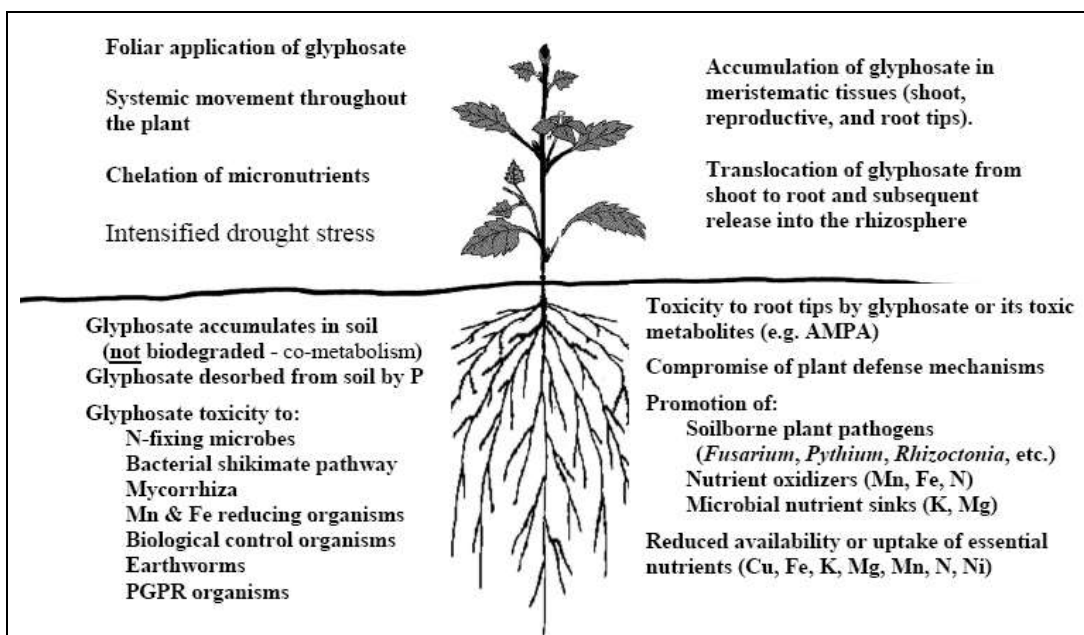 Foliar application of glyphosate
Systemic movement throughout
the plant
Chelation of micronutrients
Intensified drought stress
Accumulation of glyphosate in
meristematic tissues (shoot,
reproductive, and root tips).
Translocation of glyphosate from
shoot to root and subsequent
release into the rhizosphere
Glyphosate accumulates in soil
(not biodegraded - co-metabolism)
Glyphosate desorbed from soil by P
Glyphosate toxicity to:
N-fixing microbes
Bacterial shikimate pathway
Mycorrhiza
Mn & Fe reducing organisms
Biological control organisms
Earthworms
PGPR organisms
Toxicity to root tips by glyphosate or its toxic
metabolites (e.g. AMPA)
Compromise of plant defense mechanisms
Promotion of:
Soilborne plant pathogens
(Fusarium, Pythium, Rhizoctonia, etc.)
Nutrient oxidizers (Mn, Fe, N)
Microbial nutrient sinks (K, Mg)
Reduced availability or uptake of essential
nutrients (Cu, Fe, K, Mg, Mn, N, Ni)